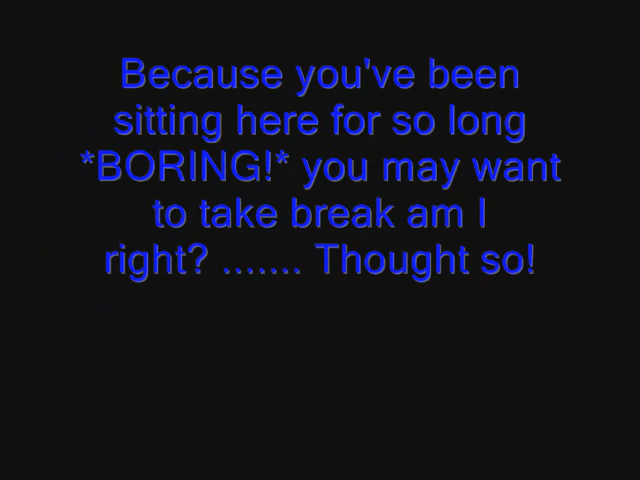 Because you've been
sitting here for so long
*BORING!* you may want
to take break am I
right? ....... Thought so!